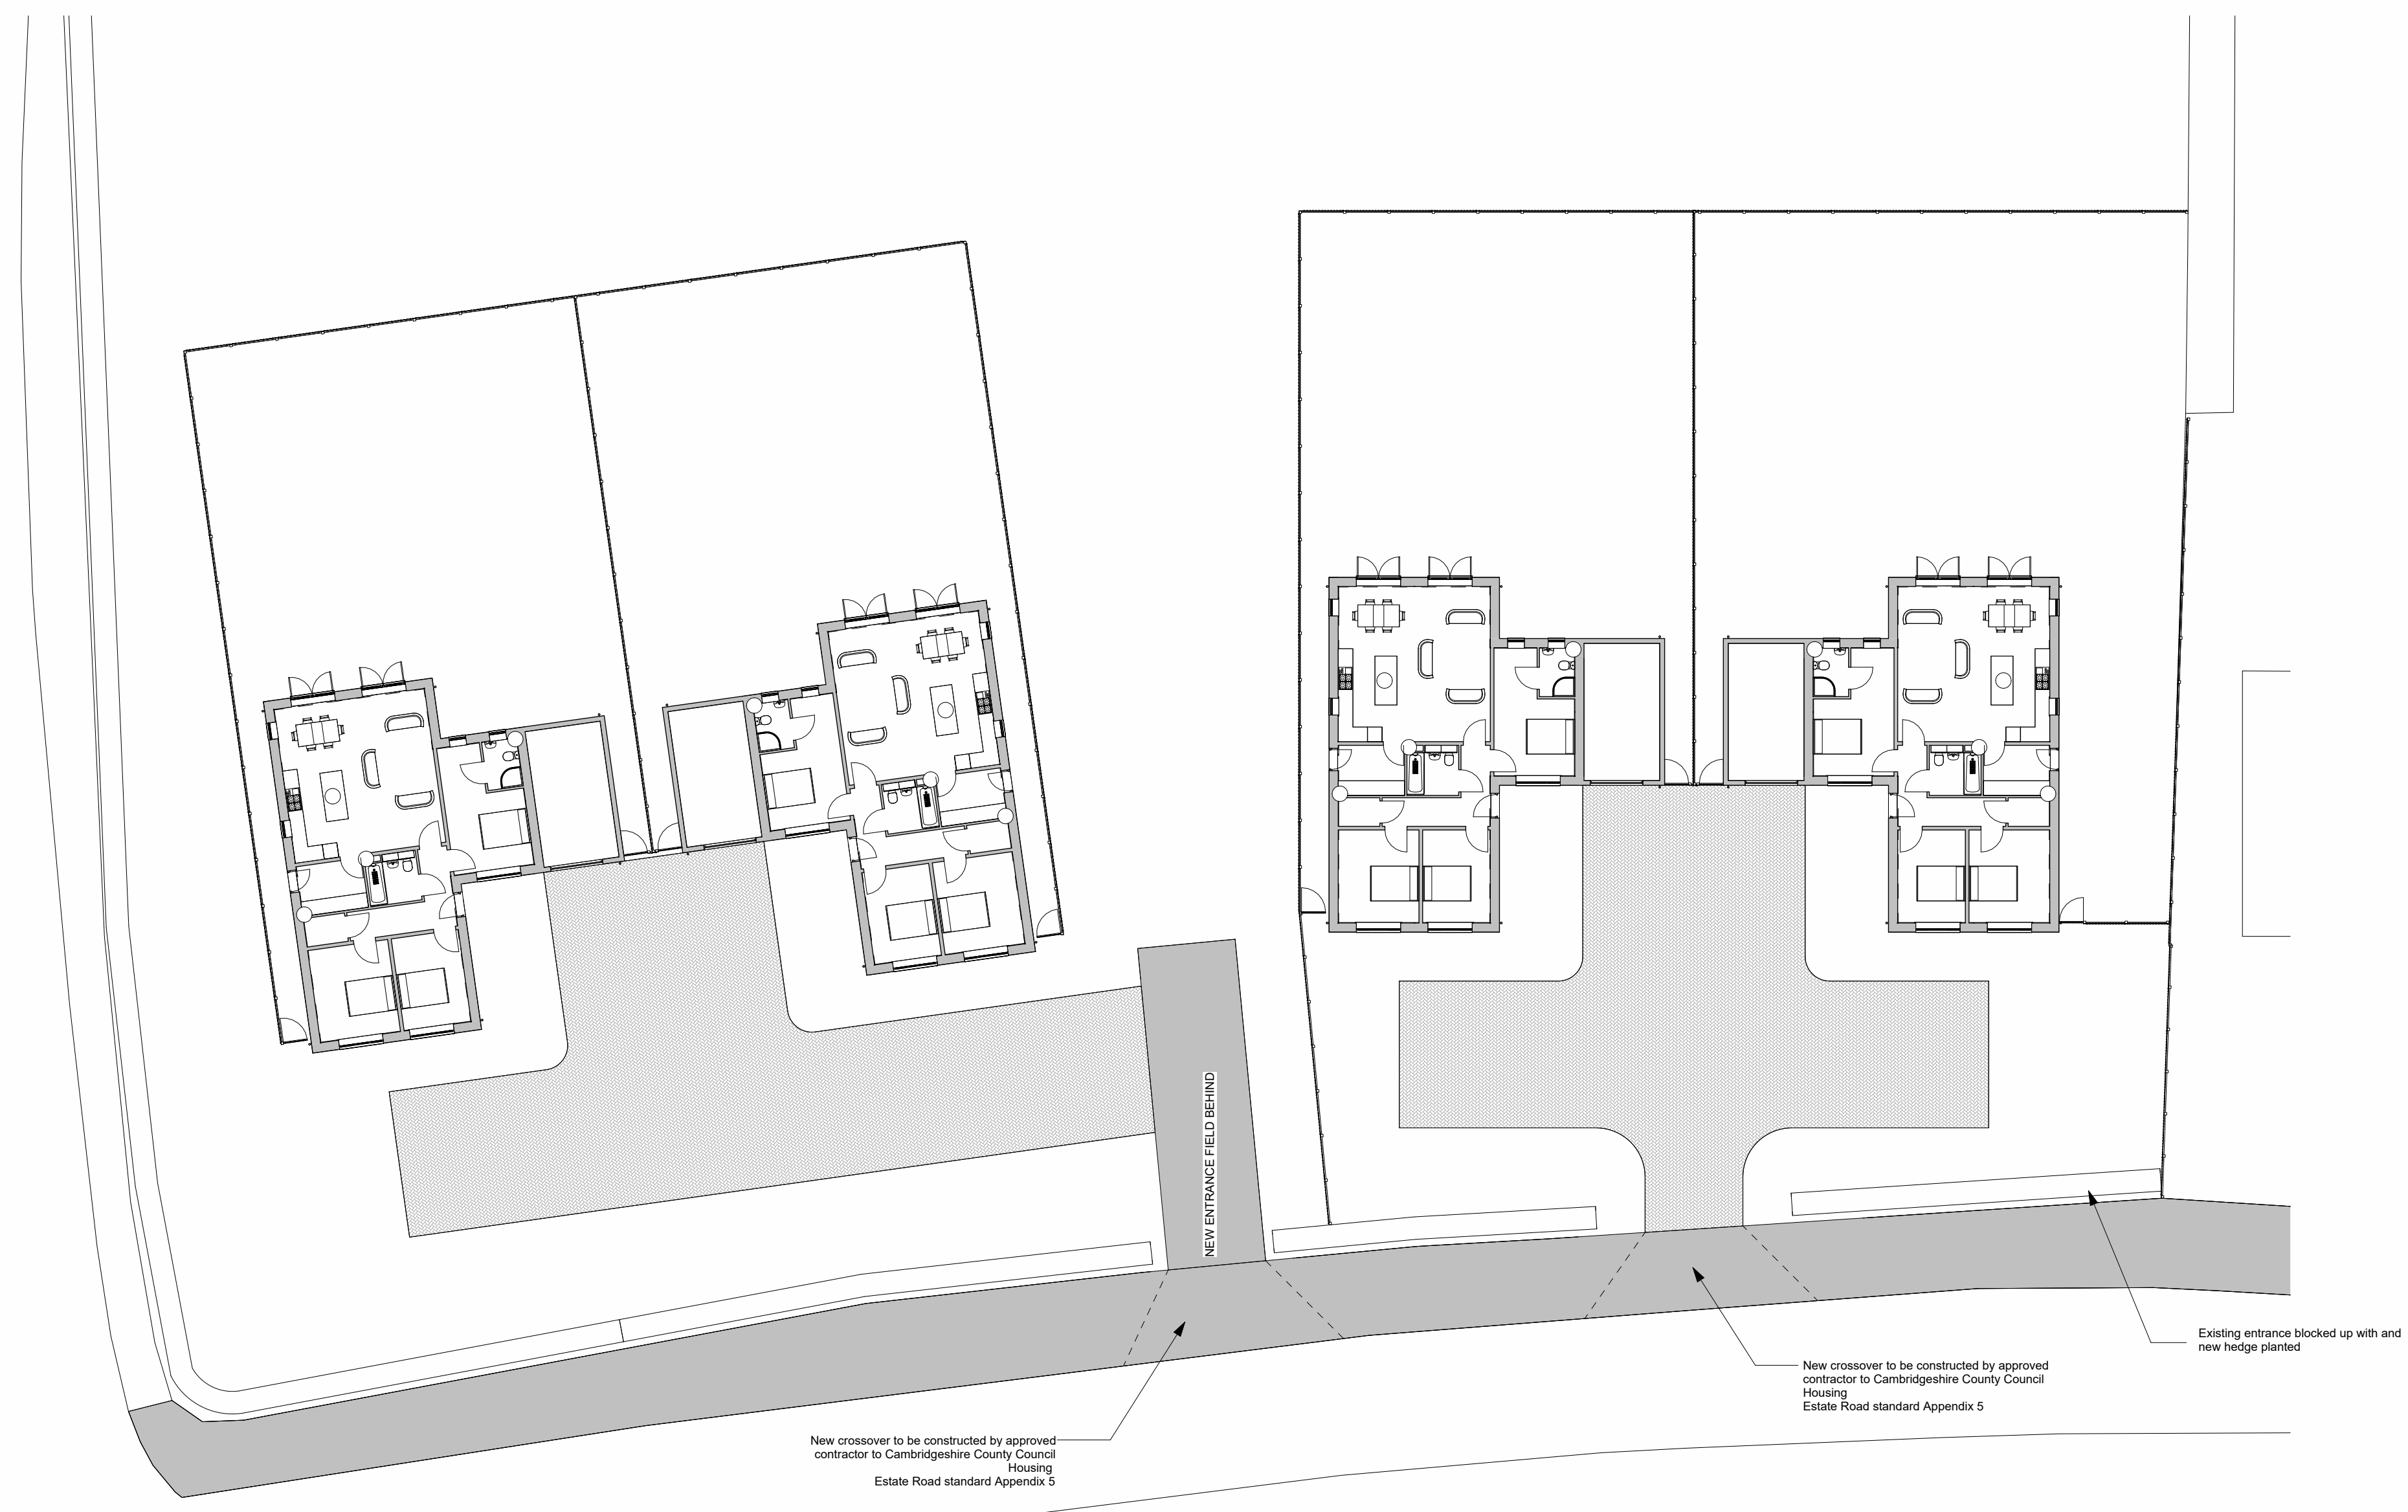 NEW ENTRANCE FIELD BEHIND
Existing entrance blocked up with and
new hedge planted
New crossover to be constructed by approved
contractor to Cambridgeshire County Council
Housing
Estate Road standard Appendix 5
New crossover to be constructed by approved
contractor to Cambridgeshire County Council
Housing
Estate Road standard Appendix 5